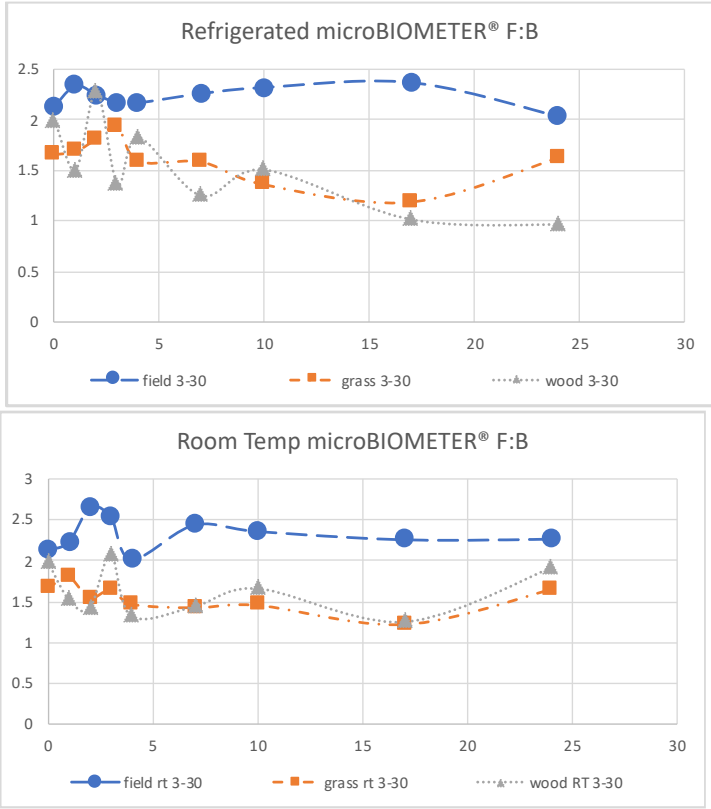 Refrigerated microBIOMETER® F:B
2.5
2
1.5
1
0.5
0
0 5 10 15 20 25 30
field 3-30 grass 3-30 wood 3-30
Room Temp microBIOMETER® F:B
3
2.5
2
1.5
1
0.5
0
0 5 10 15 20 25 30
field rt 3-30 grass rt 3-30 wood RT 3-30